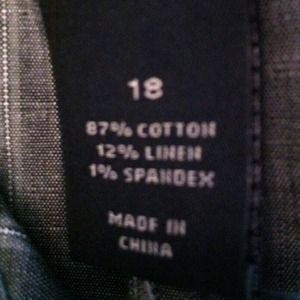 18
87% COTTON
12% LINEN
1% SPANDEX
MADE IN
CHINA